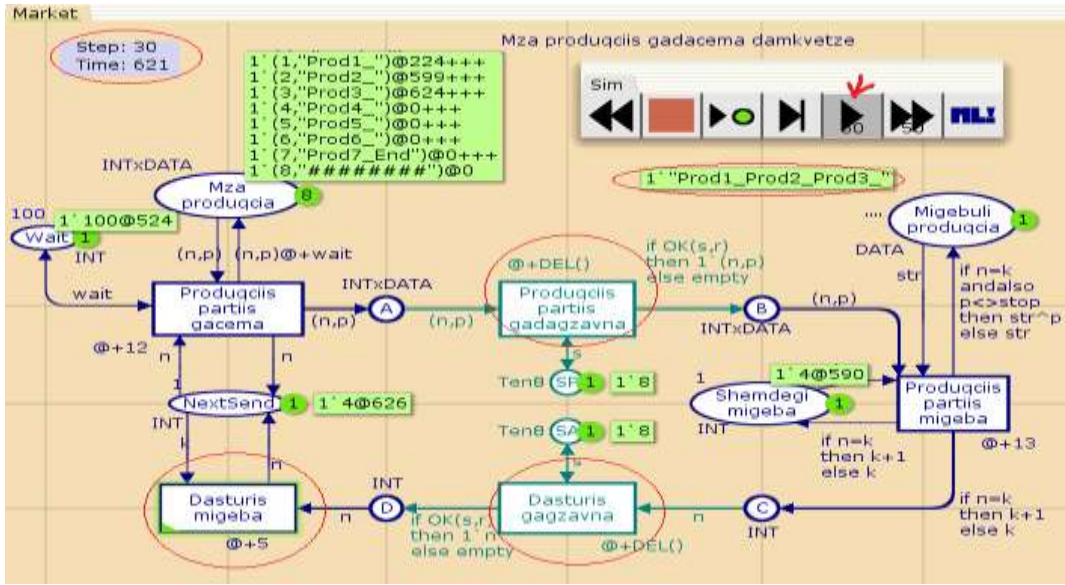 Market
Step: 30
Time: 621
Mza produqciis gadacema damkvetze
1`(1,"Prod1_")@224+++
1`(2,"Prod2_")@599+++
1`(3,"Prod3_")@624+++
1`(4,"Prod4_")@0+++
1`(5,"Prod5_")@0+++
1`(6,"Prod6_")@0+++
1`(7,"Prod7_End")@0+++
1`(8,"########")@0
Sim
ML!
INTxDATA
Mza
produqcia
8
1`"Prod1_Prod2_Prod3_"
100
1`100@524
Wait
1
INT
(n,p)
(n,p)@+wait
wait
Produqciis
partiis
gacema
@+12
(n,p)
INTxDATA
A
(n,p)
@+DEL()
Produqciis
partiis
gadagzavna
if OK(s,r)
then 1`(n,p)
else empty
B
INTxDATA
(n,p)
""
Migebuli
produqcia
1
DATA
str
if n=k
andalso
p<>stop
then str^p
else str
n
n
1
NextSend
1
1`4@626
INT
k
n
s
Ten8
SP
1
1`8
Ten8
SA
1
1`8
s
1
1`4@590
Shemdegi
migeba
1
INT
Produqciis
partiis
migeba
@+13
if n=k
then k+1
else k
if n=k
then k+1
else k
Dasturis
migeba
@+5
n
INT
D
if OK(s,r)
then 1`n
else empty
Dasturis
gagzavna
@+DEL()
n
C
INT